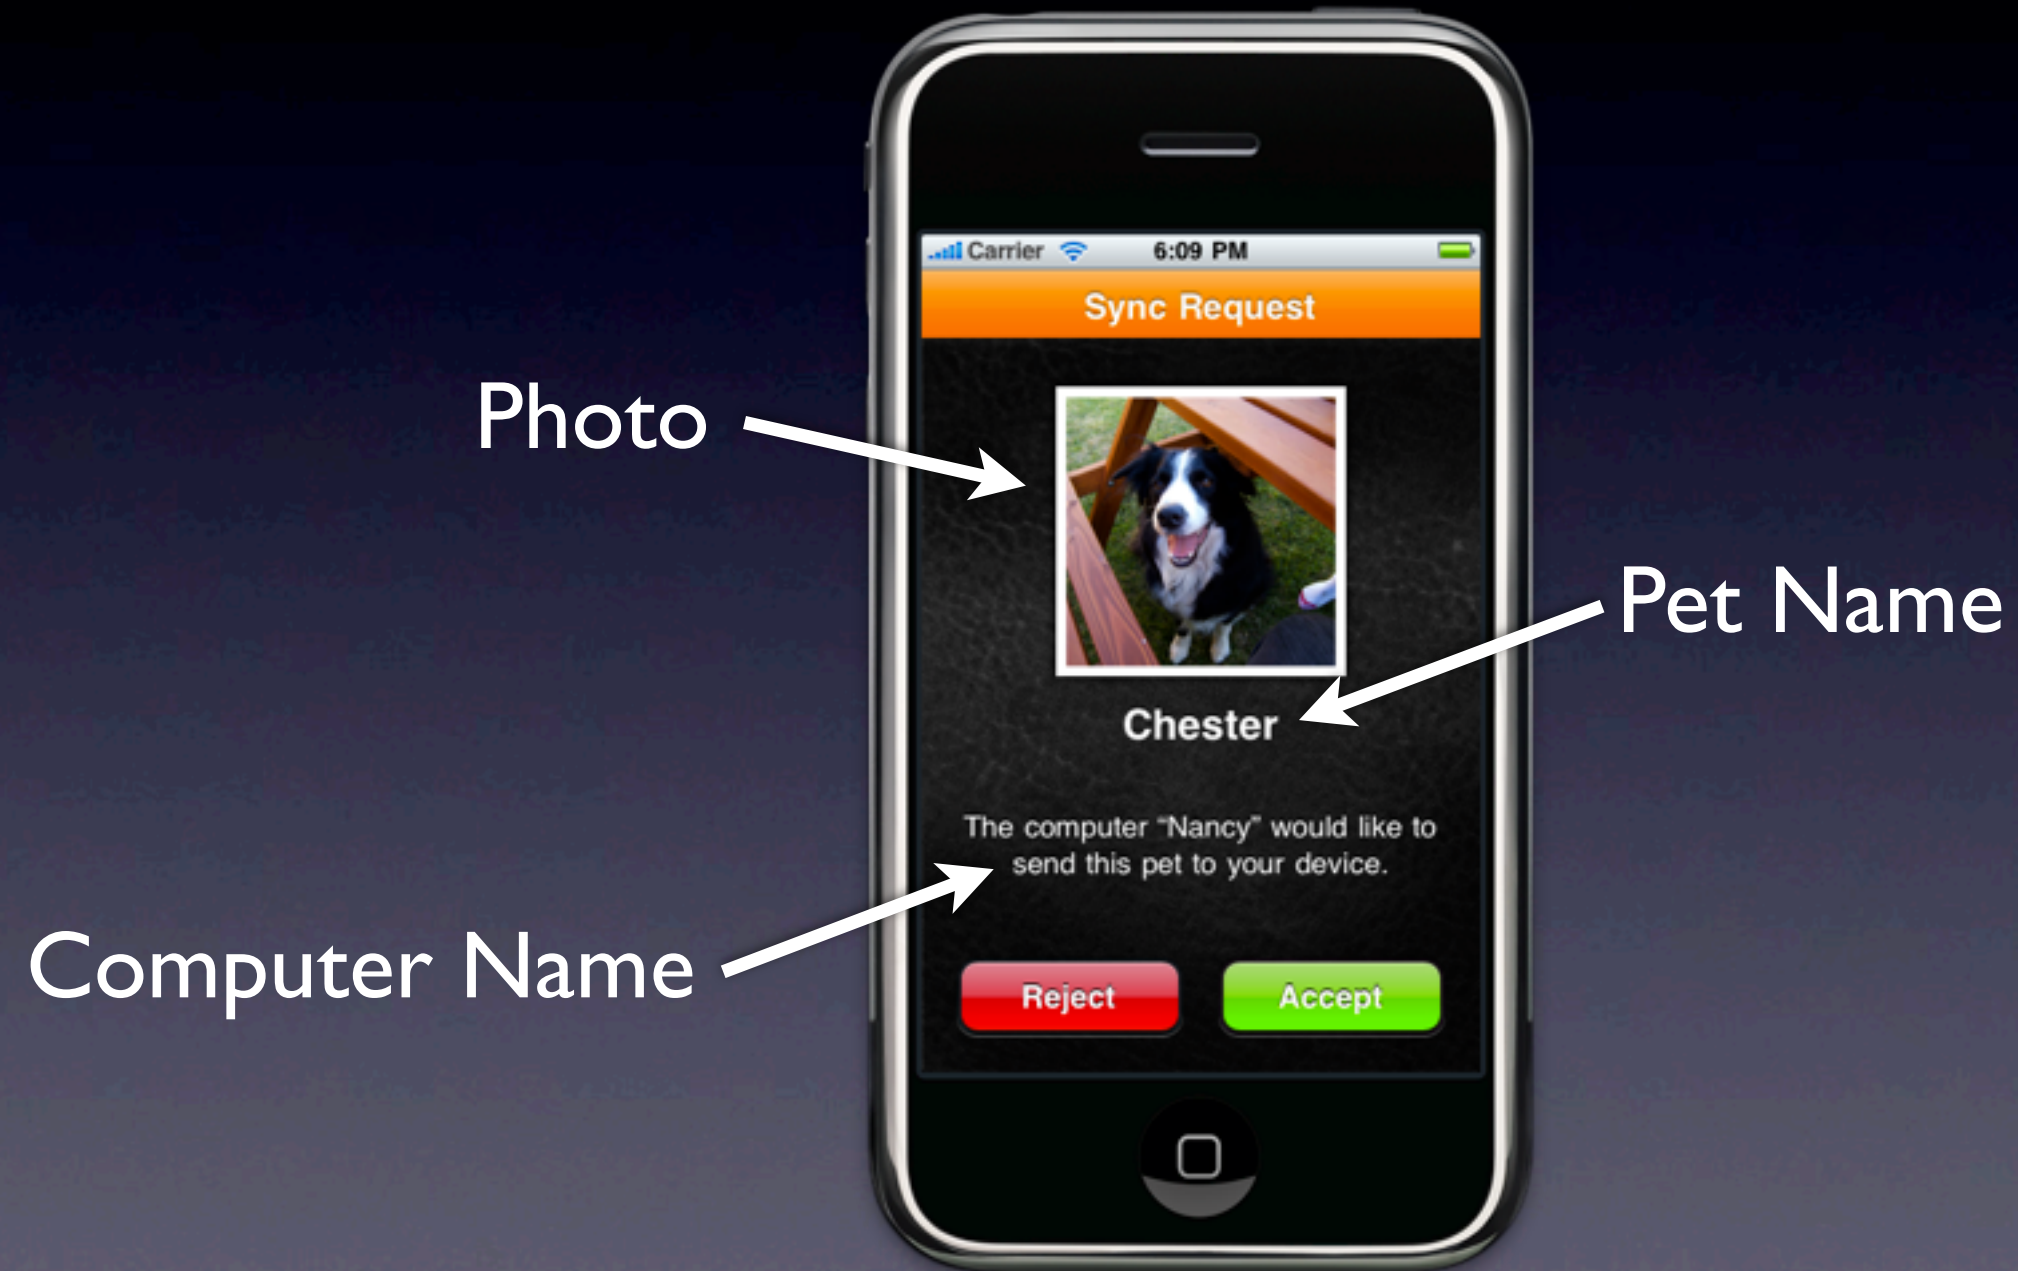 Carrier 6:09 PM
Sync Request
Photo
Pet Name
Chester
The computer “Nancy” would like to
send this pet to your device.
Computer Name
Reject Accept